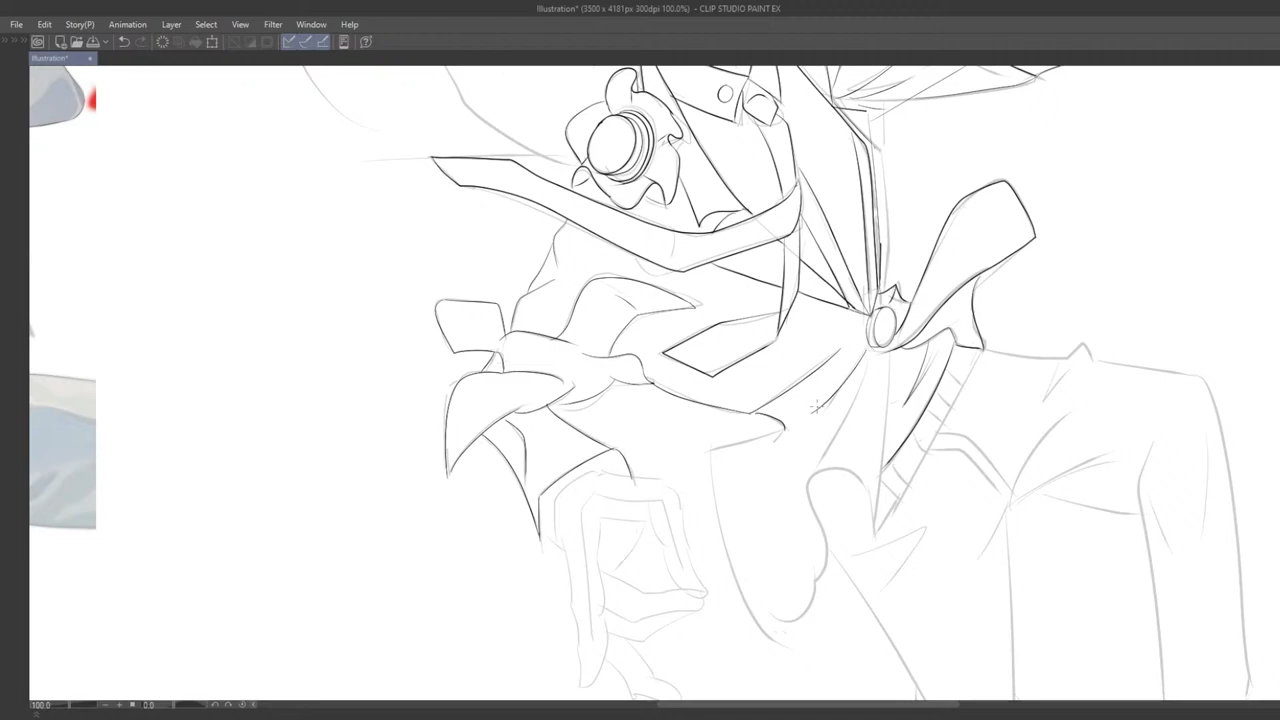 Illustration* (3500 x 4181px 300dpi 100.0%) - CLIP STUDIO PAINT EX
File Edit Story(P) Animation Layer Select View Filter Window Help
Illustration*
100.0 0.0